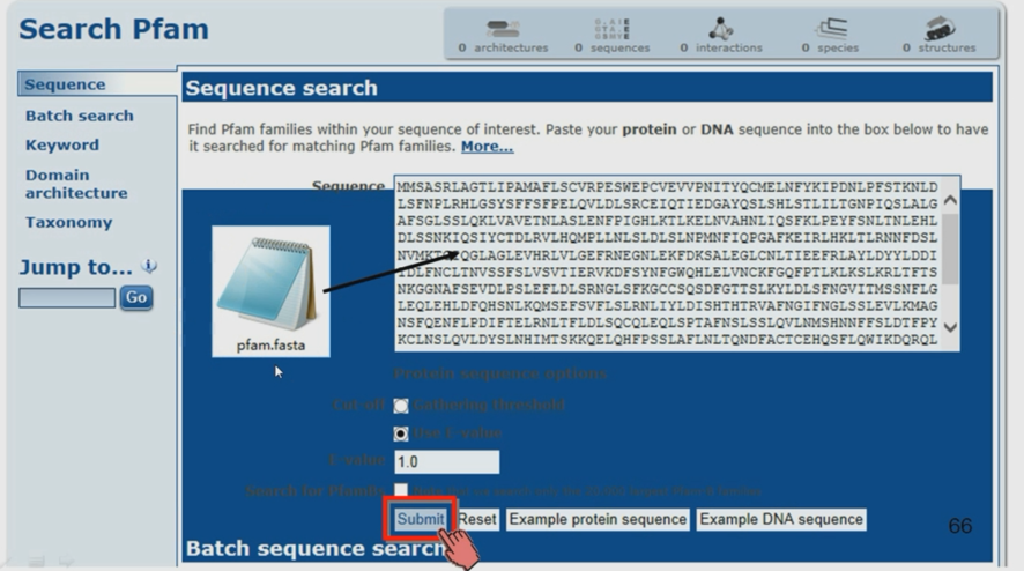 Search Pfam
0 architectures 0 sequences 0 interactions 0 species 0 structures
Sequence
Batch search
Keyword
Domain
architecture
Taxonomy
Jump to...
Go
Sequence search
Find Pfam families within your sequence of interest. Paste your protein or DNA sequence into the box below to have
it searched for matching Pfam families. More...
Sequence
MMSASRLAGTLIPAMAFLSCVRPESWEPCVEVVPNITYQCMELNFYKIPDNLPFSTKNLD
LSFNPLRHLGSYSFFSFPELQVLDLSRCEIQTIEDGAYQSLSHLSTLILTGNPIQSLALG
AFSGLSSLQKLVAVETNLASLENFPIGHLKTLKELNVAHNLIQSFKLPEYFSNLTNLEHL
DLSSNKIQSIYCTDLRVLHQMPLLNLSLDLSLNPMNFIQPGAFKEIRLHKLTLRNNFDSL
QGLAGLEVHRLVLGEFRNEGNLEKFDKSALEGLCNLTIEEFRLAYLDYYLDDI
IDLFNCLTNVSSFSLVSVTIERVKDFSYNFGWQHLELVNCKFGQFPTLKLKSLKRLTFTS
NKGGNAFSEVDLPSLEFLDLSRNGLSFKGCCSQSDFGTTSLKYLDLSFNGVITMSSNFLG
LEQLEHLDFQHSNLKQMSEFSVFLSLRNLIYLDISHTHTRVAFNGIFNGLSSLEVLKMAG
NSFQENFLPDIFTELRNLTFLDLSQCQLEQLSPTAFNSLSSLQVLNMSHNNFFSLDTFPY
KCLNSLQVLDYSLNHIMTSKKQELQHFPSSLAFLNLTQNDFACTCEHQSFLQWIKDQRQL
pfam.fasta
Protein sequence options
Cut-off Gathering threshold
Use E-value
E-value 1.0
Search for PfamBs
Submit Reset Example protein sequence Example DNA sequence
66
Batch sequence search